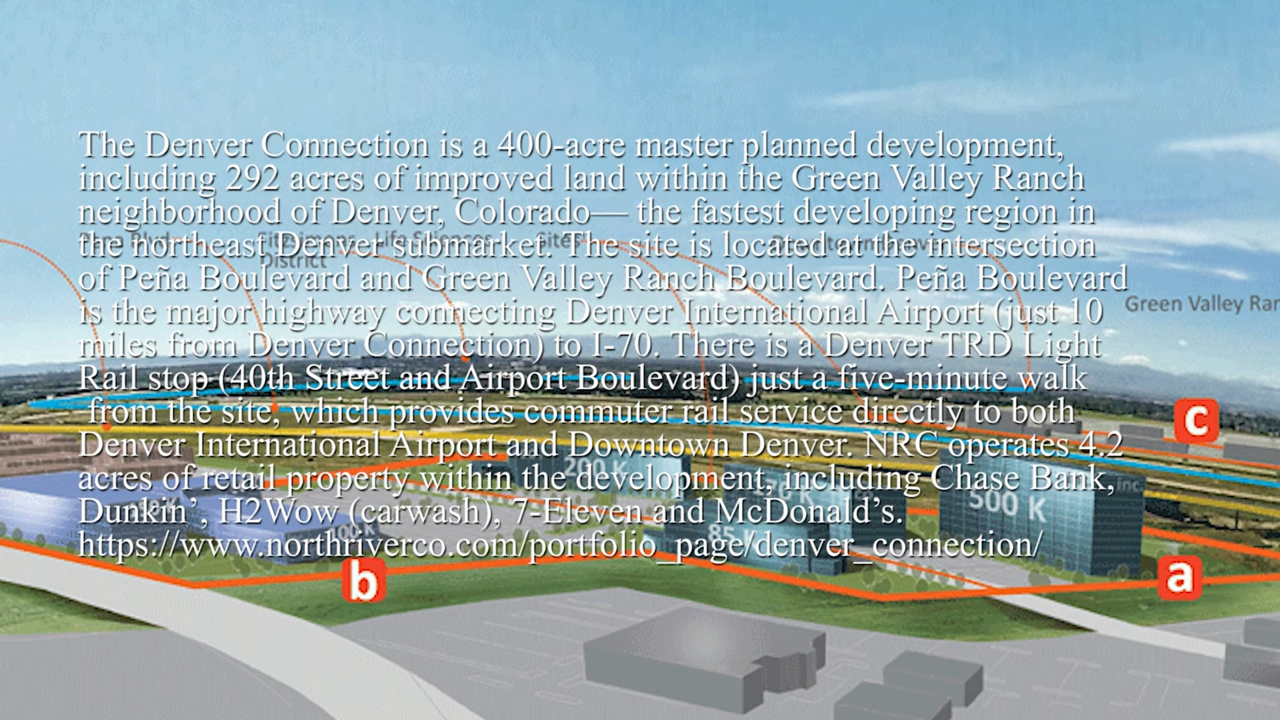 The Denver Connection is a 400-acre master planned development,
including 292 acres of improved land within the Green Valley Ranch
neighborhood of Denver, Colorado— the fastest developing region in
the northeast Denver submarket. The site is located at the intersection
of Peña Boulevard and Green Valley Ranch Boulevard. Peña Boulevard
is the major highway connecting Denver International Airport (just 10
miles from Denver Connection) to I-70. There is a Denver TRD Light
Rail stop (40th Street and Airport Boulevard) just a five-minute walk
from the site, which provides commuter rail service directly to both
Denver International Airport and Downtown Denver. NRC operates 4.2
acres of retail property within the development, including Chase Bank,
Dunkin’, H2Wow (carwash), 7-Eleven and McDonald’s.
https://www.northriverco.com/portfolio_page/denver_connection/
Fitzsimons Life Sciences
District
Green Valley Ran
c
200 K
500 K
inc.
85 K
100 K
b
a